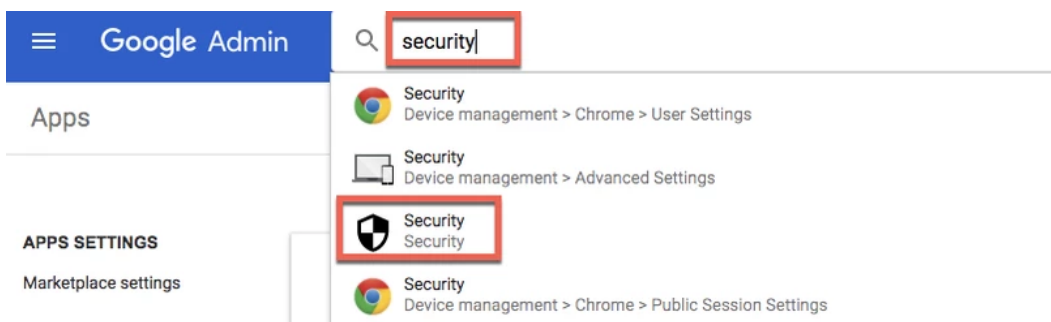 Google Admin
security
Apps
Security
Device management > Chrome > User Settings
Security
Device management > Advanced Settings
Security
Security
APPS SETTINGS
Marketplace settings
Security
Device management > Chrome > Public Session Settings